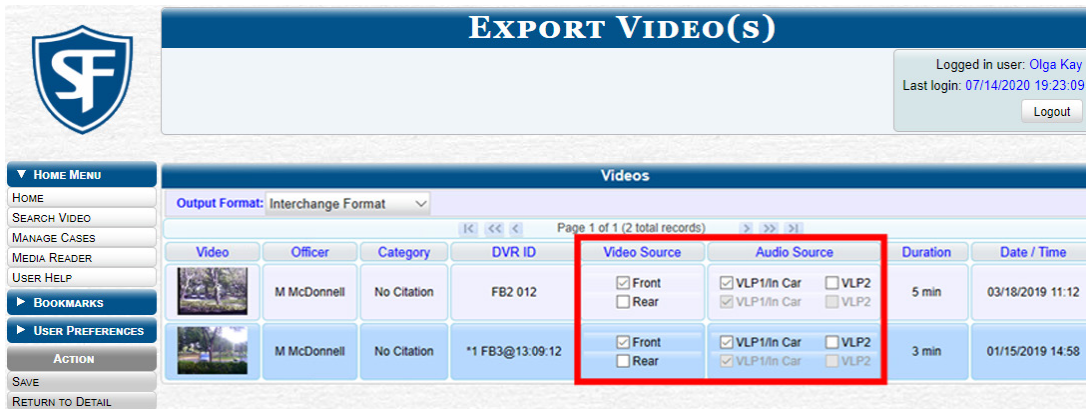 EXPORT VIDEO(S)
SF
Logged in user: Olga Kay
Last login: 07/14/2020 19:23:09
Logout
HOME MENU
HOME
SEARCH VIDEO
MANAGE CASES
MEDIA READER
USER HELP
BOOKMARKS
USER PREFERENCES
ACTION
SAVE
RETURN TO DETAIL
Videos
Output Format: Interchange Format
Page 1 of 1 (2 total records)
Video Officer Category DVR ID Video Source Audio Source Duration Date / Time
M McDonnell No Citation FB2 012 Front VLP1/In Car VLP2 5 min 03/18/2019 11:12
Rear VLP1/In Car VLP2
M McDonnell No Citation *1 FB3@13:09:12 Front VLP1/In Car VLP2 3 min 01/15/2019 14:58
Rear VLP1/In Car VLP2